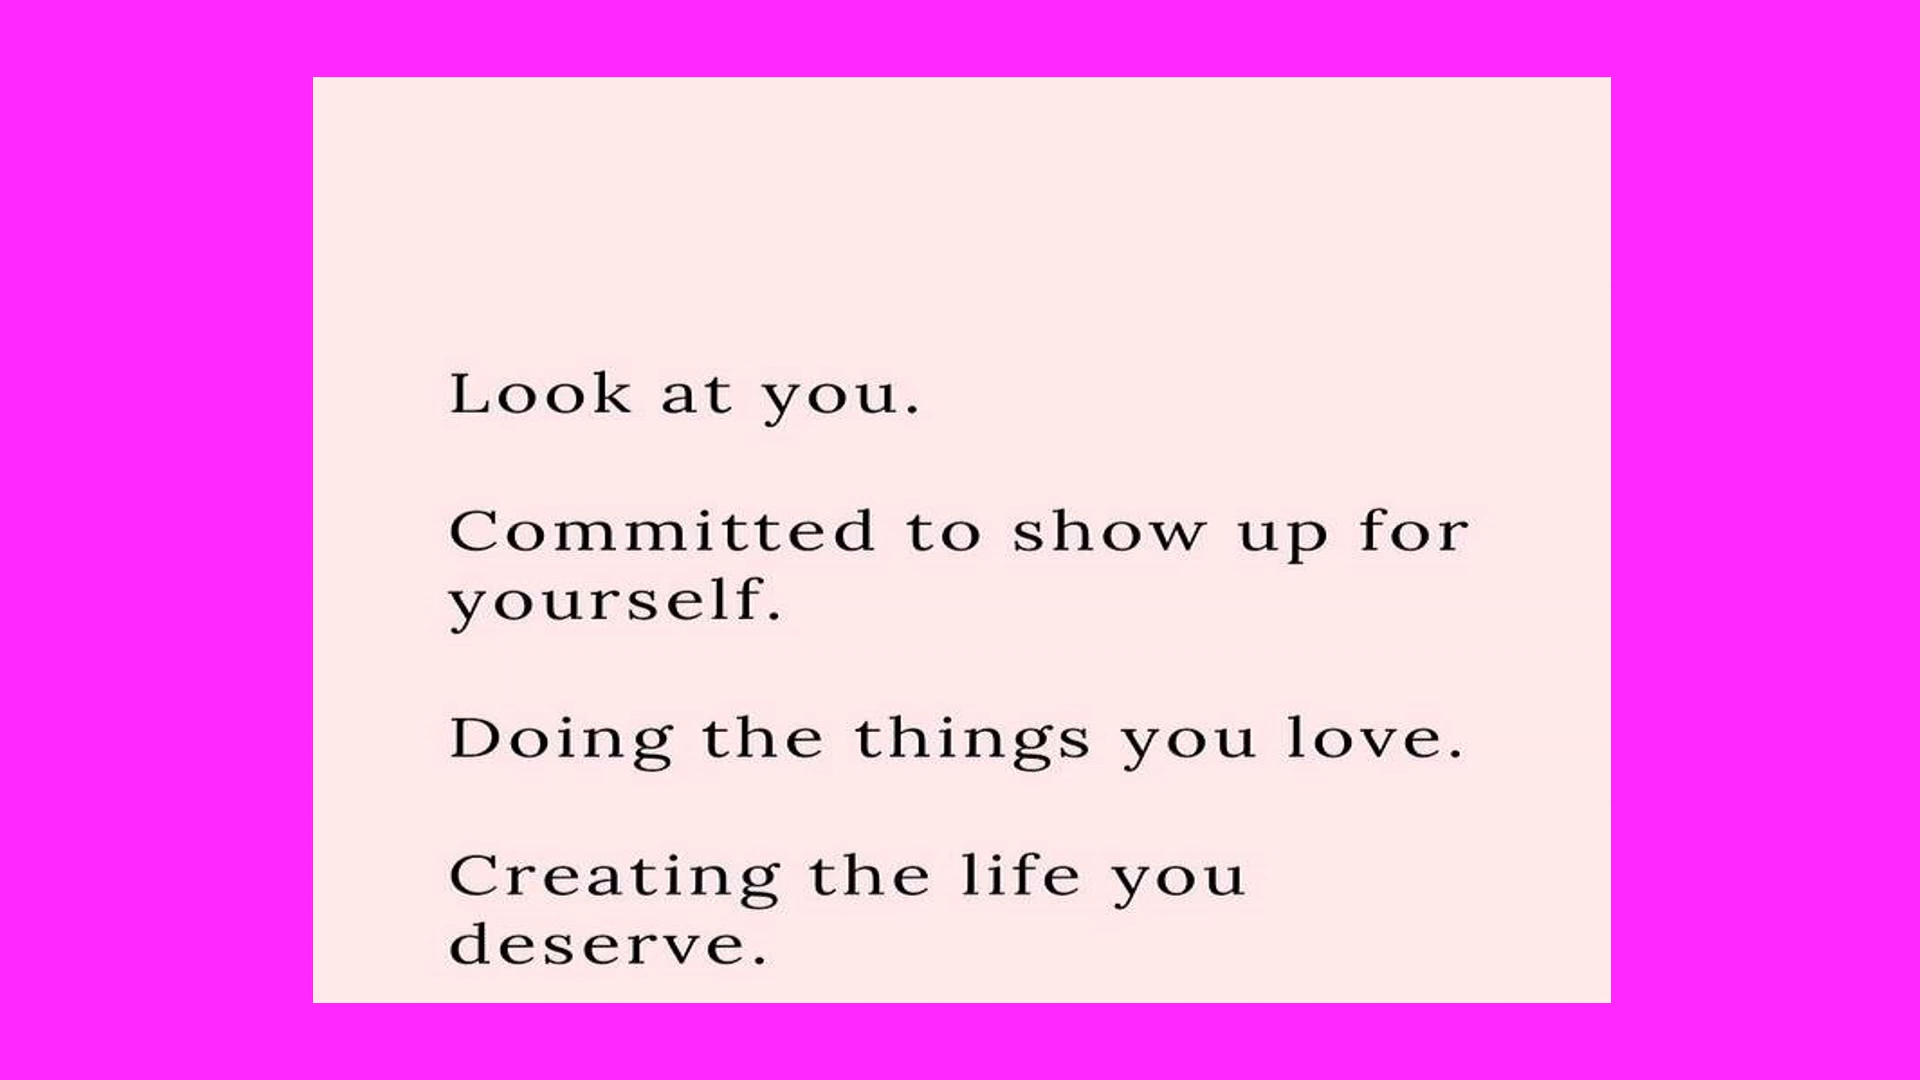 Look at you.
Committed to show up for
yourself.
Doing the things you love.
Creating the life you
deserve.